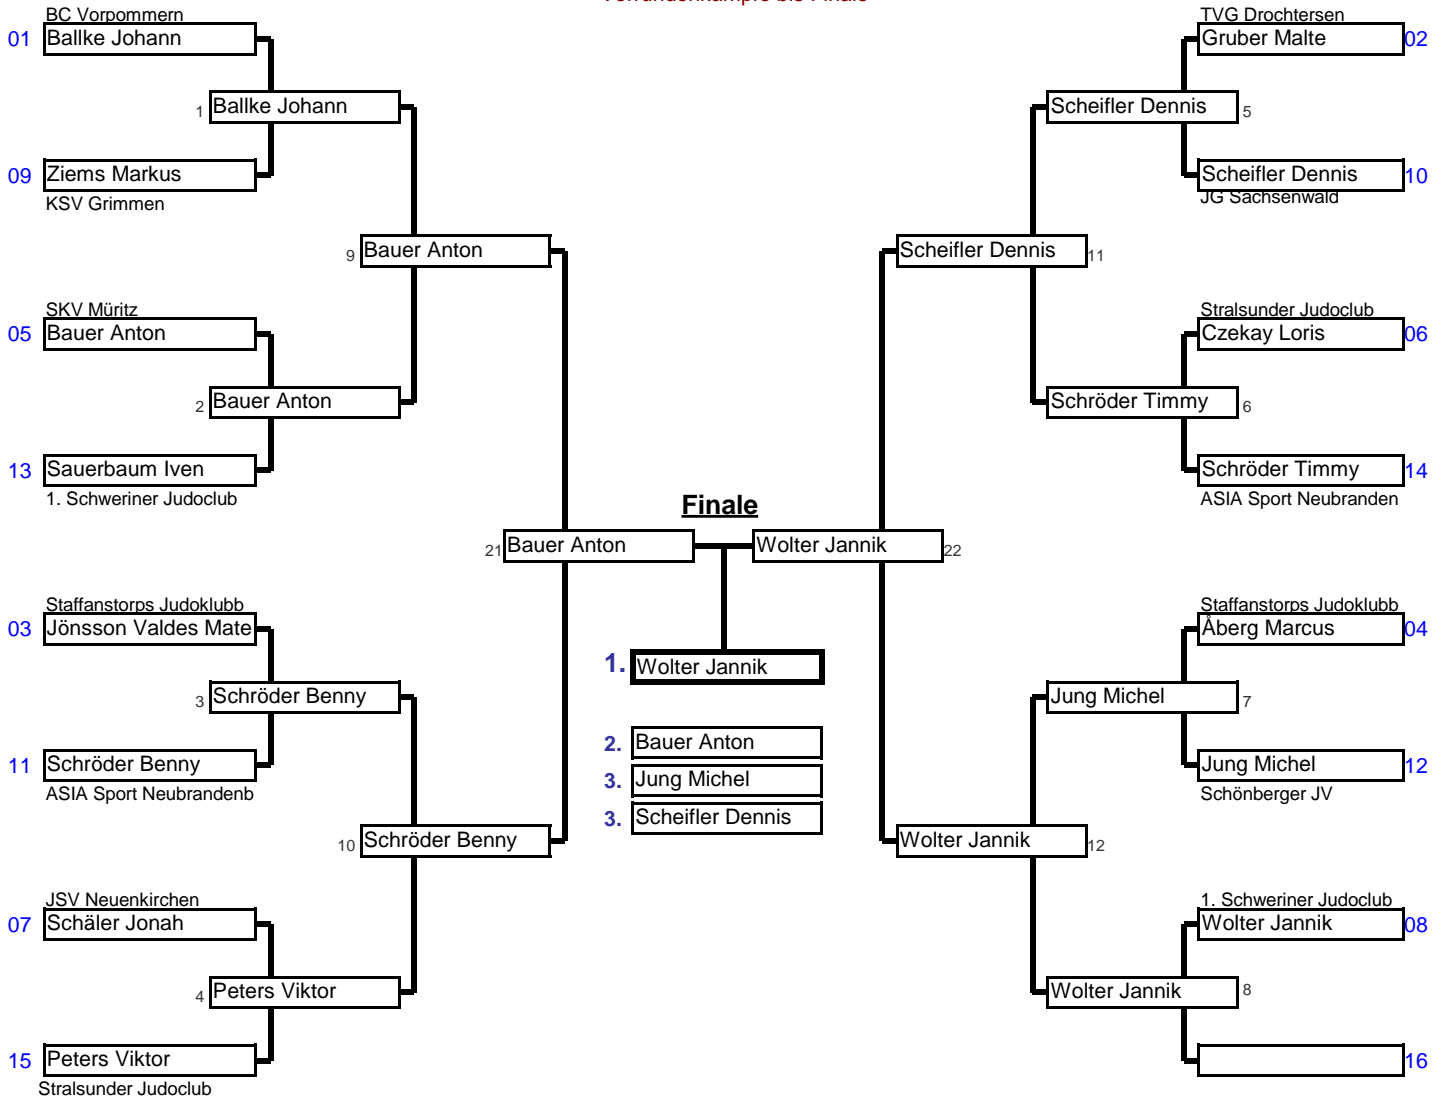 Vorrundenkämpfe bis Finale
BC Vorpommern
01 Ballke Johann
1 Ballke Johann
09 Ziems Markus
KSV Grimmen
9 Bauer Anton
SKV Müritz
05 Bauer Anton
2 Bauer Anton
13 Sauerbaum Iven
1. Schweriner Judoclub
21 Bauer Anton
Staffanstorps Judoklubb
03 Jönsson Valdes Mate
3 Schröder Benny
11 Schröder Benny
ASIA Sport Neubrandenb
10 Schröder Benny
JSV Neuenkirchen
07 Schäler Jonah
4 Peters Viktor
15 Peters Viktor
Stralsunder Judoclub
Finale
1. Wolter Jannik
2. Bauer Anton
3. Jung Michel
3. Scheifler Dennis
TVG Drochtersen
Gruber Malte 02
Scheifler Dennis 5
Scheifler Dennis 10
JG Sachsenwald
Scheifler Dennis 11
Stralsunder Judoclub
Czekay Loris 06
Schröder Timmy 6
Schröder Timmy 14
ASIA Sport Neubranden
Wolter Jannik 22
Staffanstorps Judoklubb
Åberg Marcus 04
Jung Michel 7
Jung Michel 12
Schönberger JV
Wolter Jannik 12
1. Schweriner Judoclub
Wolter Jannik 08
Wolter Jannik 8
16